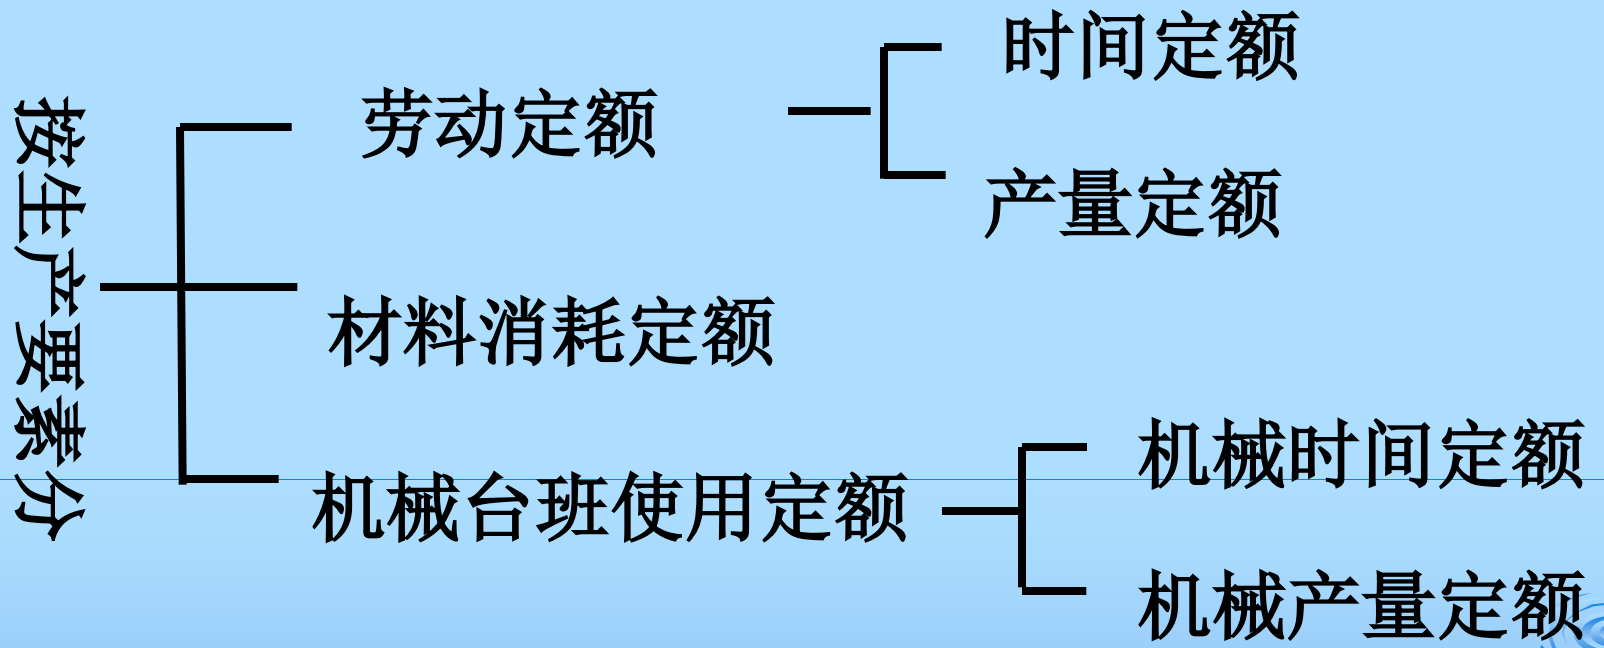 按生产要素分
劳动定额
时间定额
产量定额
材料消耗定额
机械台班使用定额
机械时间定额
机械产量定额